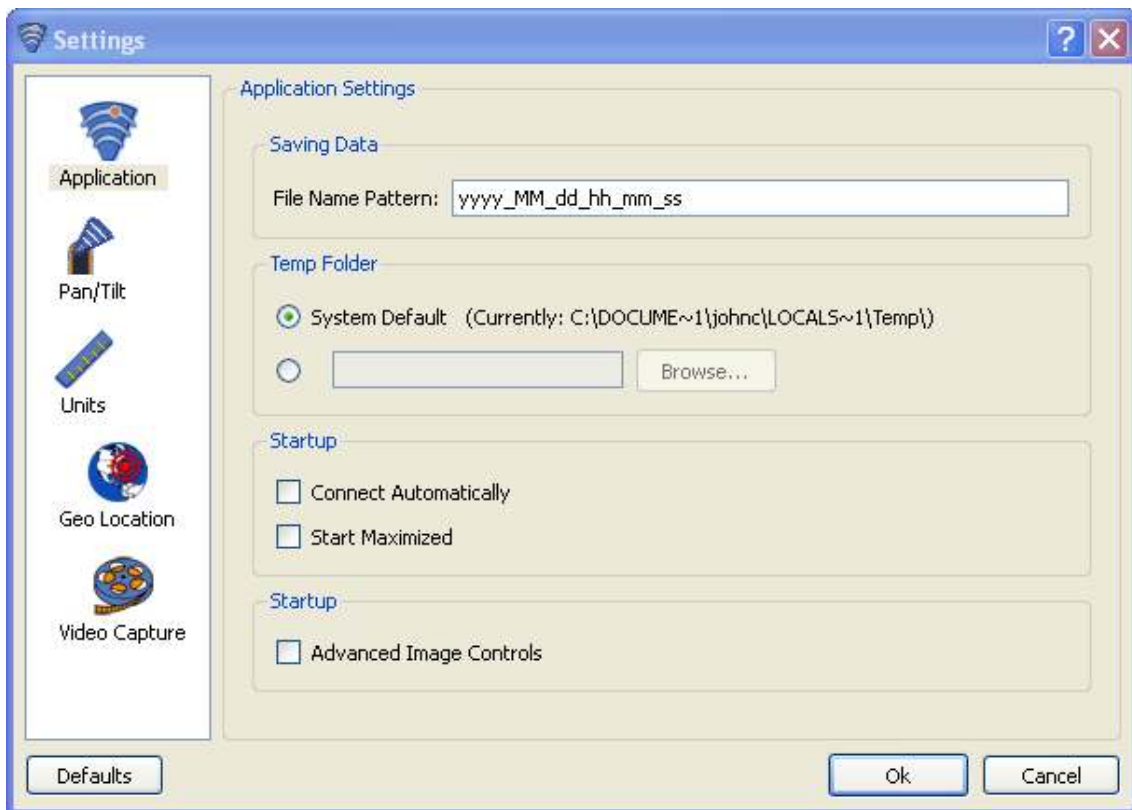 Settings
Application
Pan/Tilt
Units
Geo Location
Video Capture
Application Settings
Saving Data
File Name Pattern: yyyy_MM_dd_hh_mm_ss
Temp Folder
System Default (Currently: C:\DOCUME~1\johnc\LOCALS~1\Temp\)
Browse...
Startup
Connect Automatically
Start Maximized
Startup
Advanced Image Controls
Defaults
Ok
Cancel